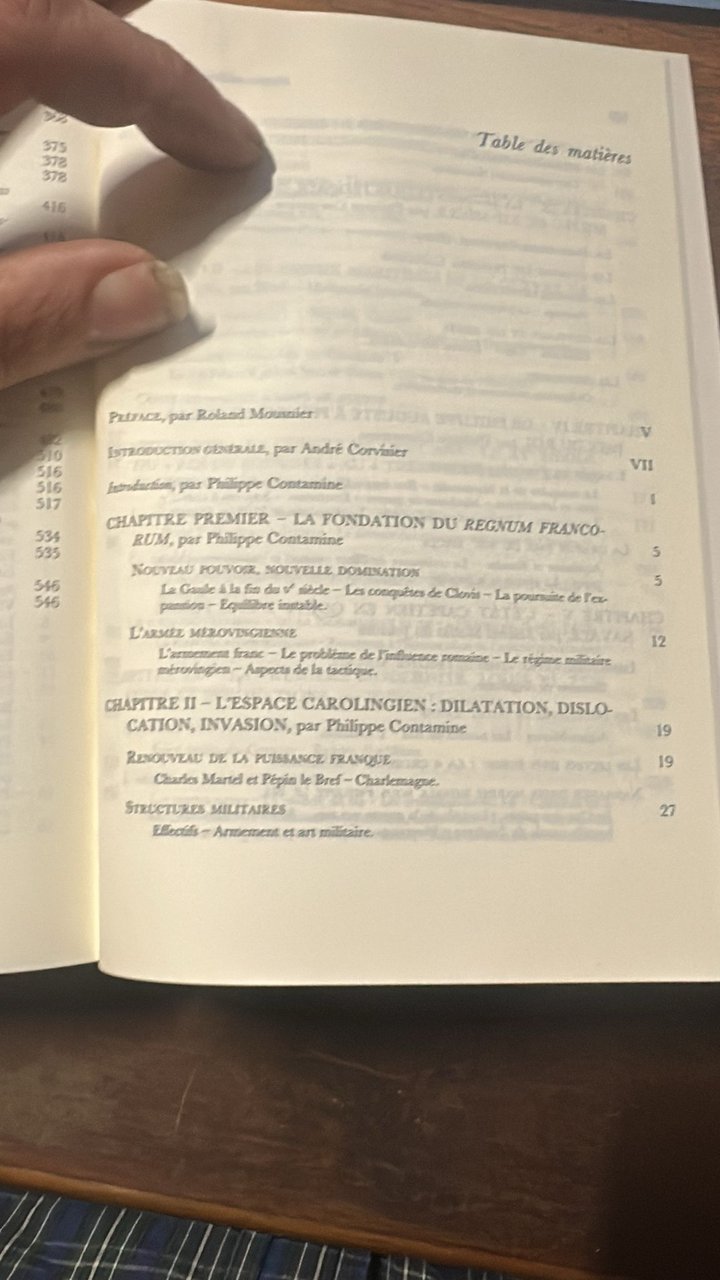 375
378
378
416
510
516
516
517
534
535
546
546
Table des matières
PRÉFACE, par Roland Mousnier
V
INTRODUCTION GÉNÉRALE, par André Corvisier
VII
Introduction, par Philippe Contamine
1
CHAPITRE PREMIER – LA FONDATION DU REGNUM FRANCO-
RUM, par Philippe Contamine
5
NOUVEAU POUVOIR, NOUVELLE DOMINATION
5
La Gaule à la fin du Ve siècle – Les conquêtes de Clovis – La poursuite de l'ex-
pansion – Equilibre instable.
L'ARMÉE MÉROVINGIENNE
12
L'armement franc – Le problème de l'influence romaine – Le régime militaire
mérovingien – Aspects de la tactique.
CHAPITRE II – L'ESPACE CAROLINGIEN : DILATATION, DISLO-
CATION, INVASION, par Philippe Contamine
19
RENOUVEAU DE LA PUISSANCE FRANQUE
19
Charles Martel et Pépin le Bref – Charlemagne.
STRUCTURES MILITAIRES
27
Effectifs – Armement et art militaire.